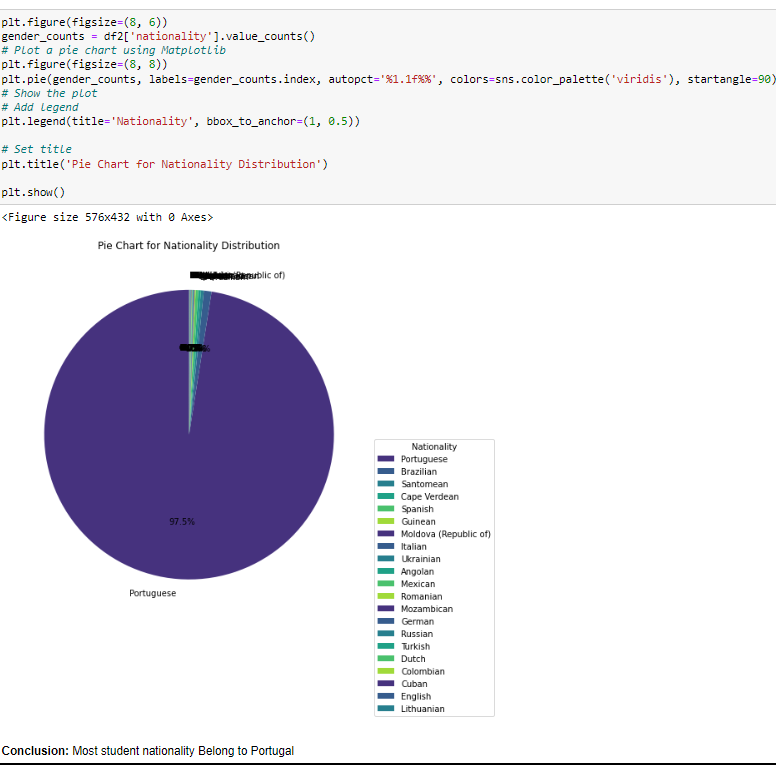 plt.figure(figsize=(8, 6))
gender_counts = df2['nationality'].value_counts()
# Plot a pie chart using Matplotlib
plt.figure(figsize=(8, 8))
plt.pie(gender_counts, labels=gender_counts.index, autopct='%1.1f%%', colors=sns.color_palette('viridis'), startangle=90)
# Show the plot
# Add legend
plt.legend(title='Nationality', bbox_to_anchor=(1, 0.5))
# Set title
plt.title('Pie Chart for Nationality Distribution')
plt.show()
<Figure size 576x432 with 0 Axes>
Pie Chart for Nationality Distribution
97.5%
Portuguese
Nationality
Portuguese
Brazilian
Santomean
Cape Verdean
Spanish
Guinean
Moldova (Republic of)
Italian
Ukrainian
Angolan
Mexican
Romanian
Mozambican
German
Russian
Turkish
Dutch
Colombian
Cuban
English
Lithuanian
Conclusion: Most student nationality Belong to Portugal